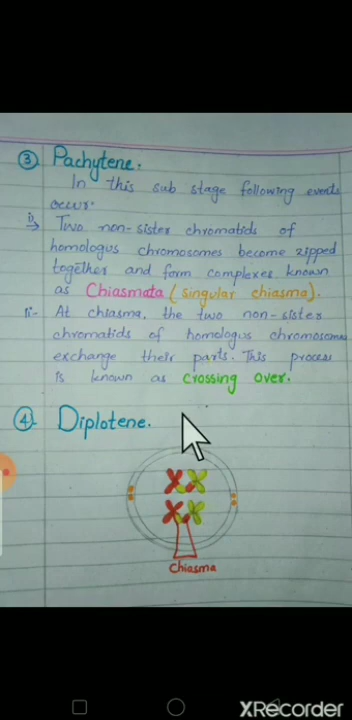 ③ Pachytene.
In this sub stage following events
occur.
i) Two non-sister chromatids of
homologus chromosomes become zipped
together and form complexes known
as Chiasmata (singular chiasma).
ii- At chiasma, the two non-sister
chromatids of homologus chromosomes
exchange their parts. This process
is known as crossing over.
④ Diplotene.
Chiasma
XRecorder